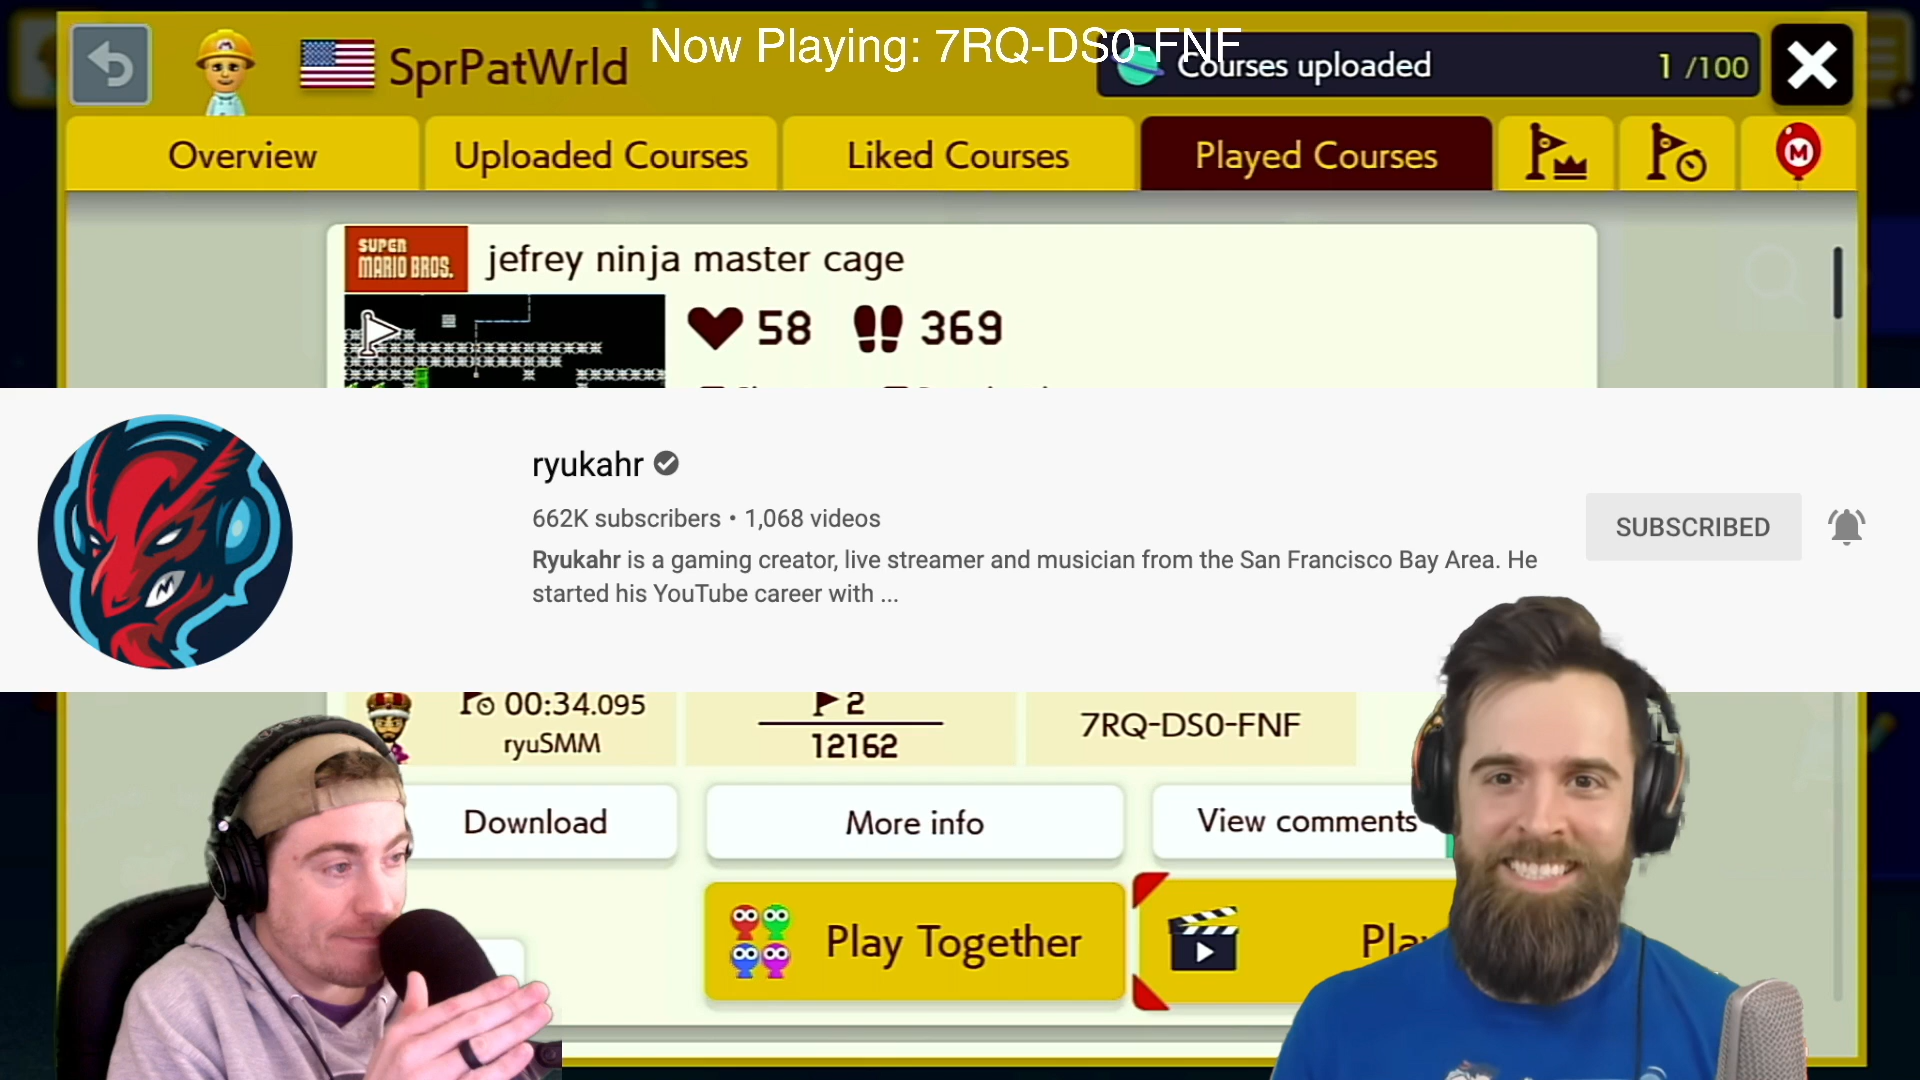 Now Playing: 7RQ-DS0-FNF
SprPatWrld
Courses uploaded
1 /100
Overview
Uploaded Courses
Liked Courses
Played Courses
M
SUPER
MARIO BROS.
jefrey ninja master cage
58
369
ryukahr
662K subscribers • 1,068 videos
Ryukahr is a gaming creator, live streamer and musician from the San Francisco Bay Area. He
started his YouTube career with ...
SUBSCRIBED
00:34.095
ryuSMM
2
12162
7RQ-DS0-FNF
Download
More info
View comments
Play Together